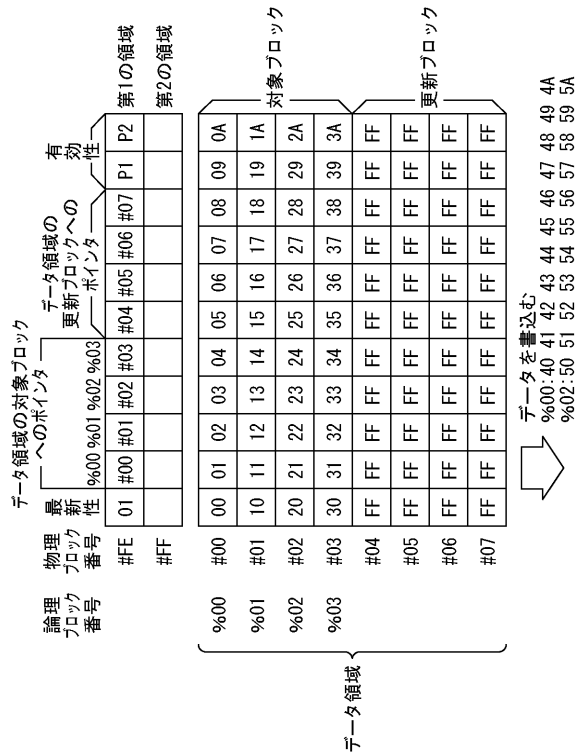 データ領域の対象ブロック
へのポインタ
データ領域の
更新ブロックへの
ポインタ
有効性
論理
ブロック
番号
物理
ブロック
番号
最新性
%00 %01 %02 %03
#FE 01 #00 #01 #02 #03 #04 #05 #06 #07 P1 P2 第1の領域
#FF 第2の領域
%00 #00 00 01 02 03 04 05 06 07 08 09 0A
%01 #01 10 11 12 13 14 15 16 17 18 19 1A
%02 #02 20 21 22 23 24 25 26 27 28 29 2A
%03 #03 30 31 32 33 34 35 36 37 38 39 3A
対象ブロック
#04 FF FF FF FF FF FF FF FF FF FF FF
#05 FF FF FF FF FF FF FF FF FF FF FF
#06 FF FF FF FF FF FF FF FF FF FF FF
#07 FF FF FF FF FF FF FF FF FF FF FF
更新ブロック
データ領域
データを書込む
%00:40 41 42 43 44 45 46 47 48 49 4A
%02:50 51 52 53 54 55 56 57 58 59 5A